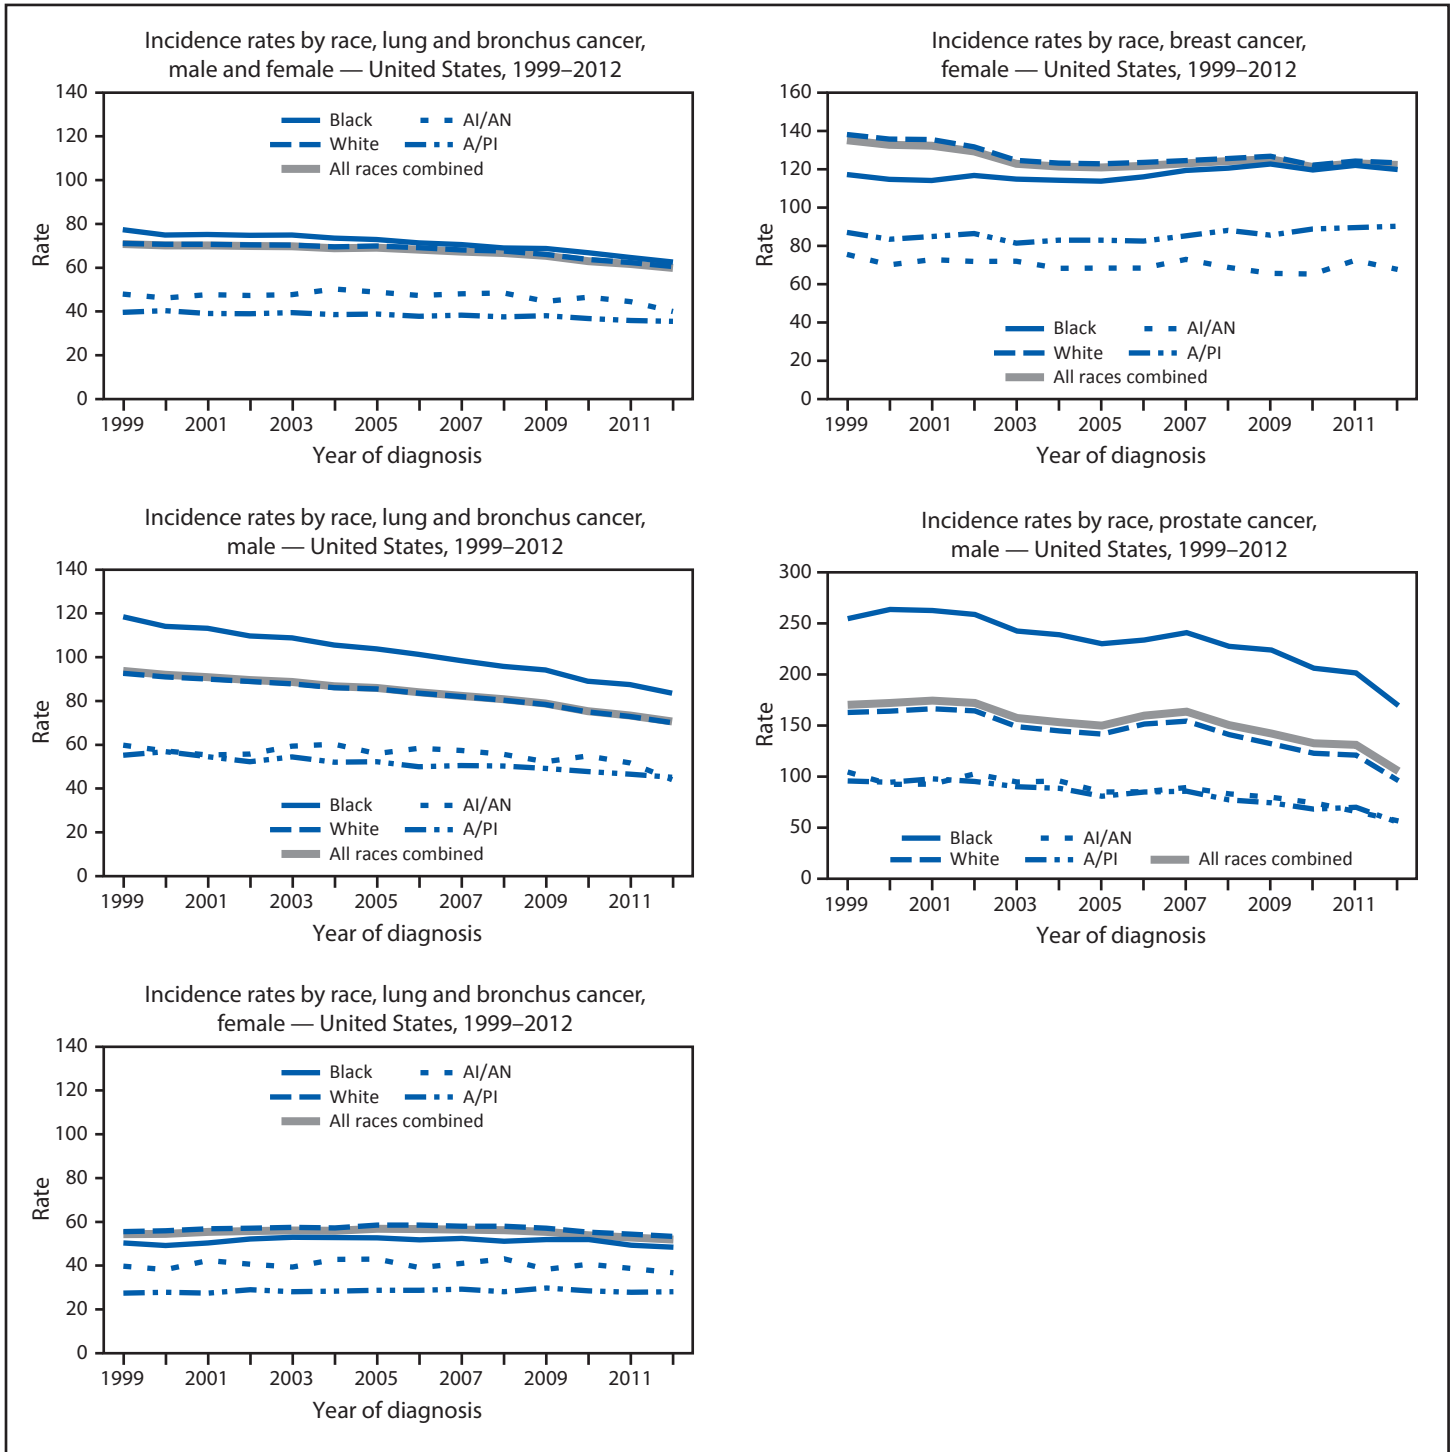 Incidence rates by race, lung and bronchus cancer,
male and female — United States, 1999–2012
140
120
100
80
60
40
20
0
Rate
Black
AI/AN
White
A/PI
All races combined
1999 2001 2003 2005 2007 2009 2011
Year of diagnosis
Incidence rates by race, breast cancer,
female — United States, 1999–2012
160
140
120
100
80
60
40
20
0
Rate
Black
AI/AN
White
A/PI
All races combined
1999 2001 2003 2005 2007 2009 2011
Year of diagnosis
Incidence rates by race, lung and bronchus cancer,
male — United States, 1999–2012
140
120
100
80
60
40
20
0
Rate
Black
AI/AN
White
A/PI
All races combined
1999 2001 2003 2005 2007 2009 2011
Year of diagnosis
Incidence rates by race, prostate cancer,
male — United States, 1999–2012
300
250
200
150
100
50
0
Rate
Black
AI/AN
White
A/PI
All races combined
1999 2001 2003 2005 2007 2009 2011
Year of diagnosis
Incidence rates by race, lung and bronchus cancer,
female — United States, 1999–2012
140
120
100
80
60
40
20
0
Rate
Black
AI/AN
White
A/PI
All races combined
1999 2001 2003 2005 2007 2009 2011
Year of diagnosis